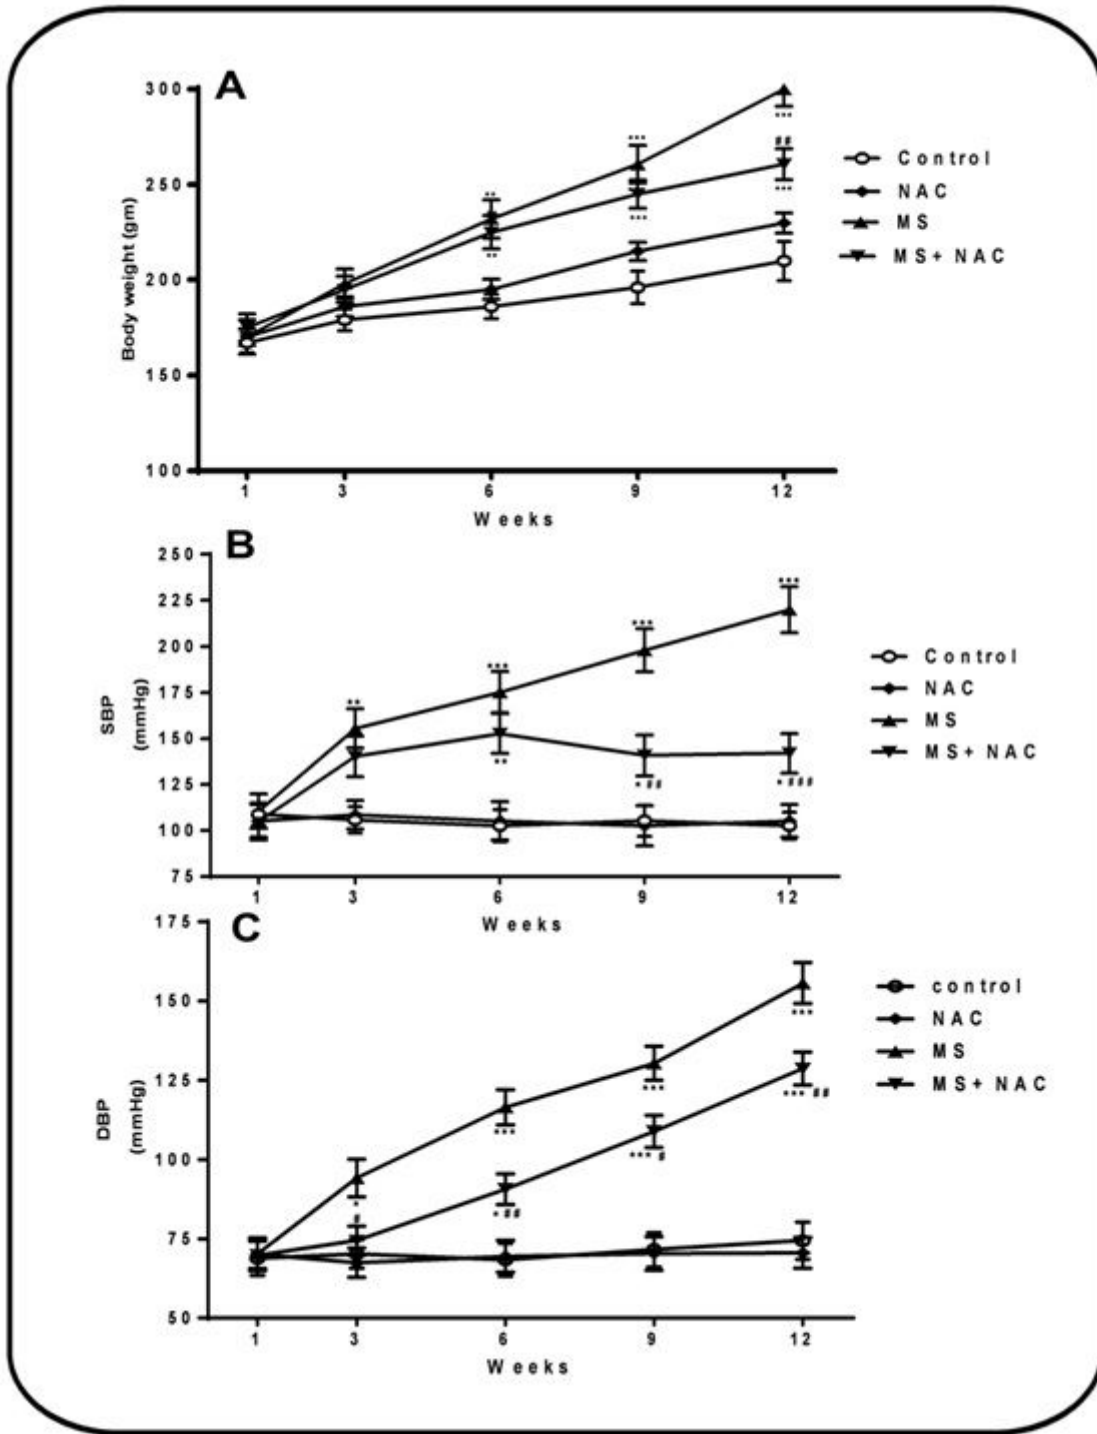 A
300
***
***
##
Control
NAC
MS
MS+ NAC
250
**
***
***
**
200
150
100
Body weight (gm)
1 3 6 9 12
Weeks
B
250
***
225
***
200
***
175
**
150
**
125
* ##
* ###
100
75
SBP
(mmHg)
Control
NAC
MS
MS+ NAC
1 3 6 9 12
Weeks
C
175
150
***
125
***
*** ##
***
100
*** #
*
#
* ##
75
50
DBP
(mmHg)
control
NAC
MS
MS+ NAC
1 3 6 9 12
Weeks